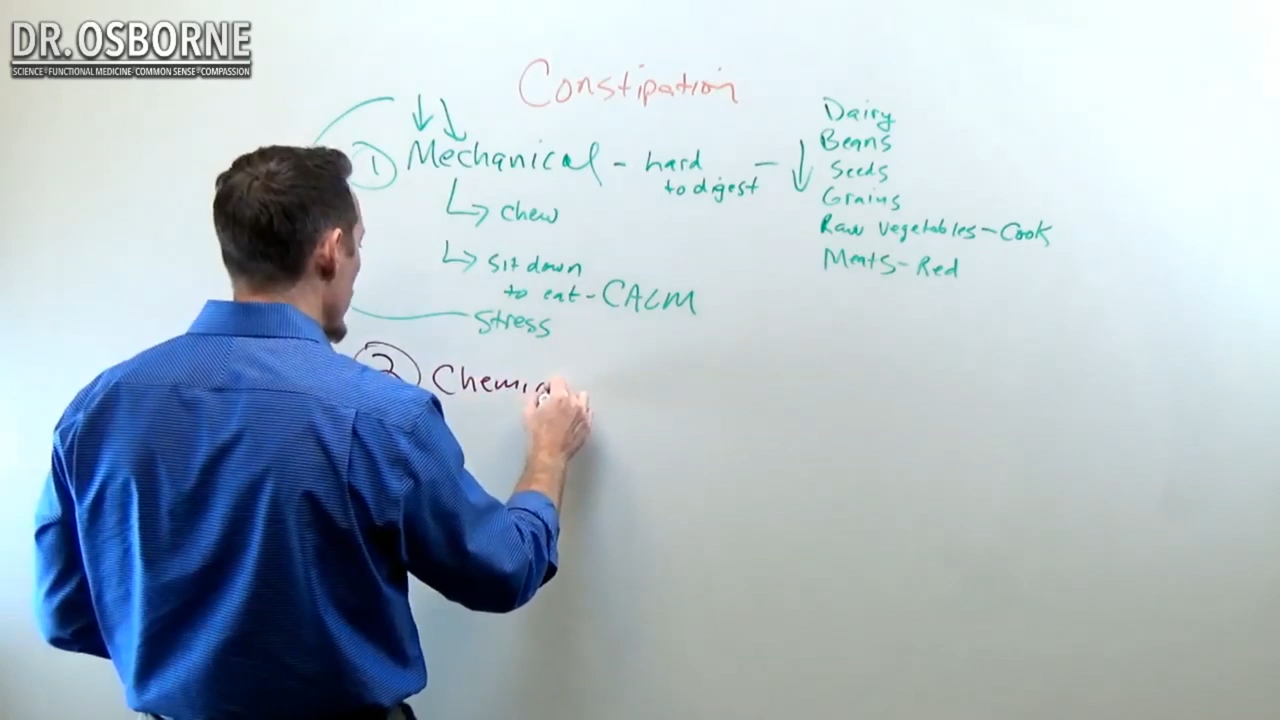 DR. OSBORNE
SCIENCE - FUNCTIONAL MEDICINE - COMMON SENSE - COMPASSION
Constipation
1 Mechanical - hard to digest -
chew
sit down
to eat - CALM
Stress
Dairy
Beans
Seeds
Grains
Raw vegetables - Cook
Meats - Red
2 Chemic